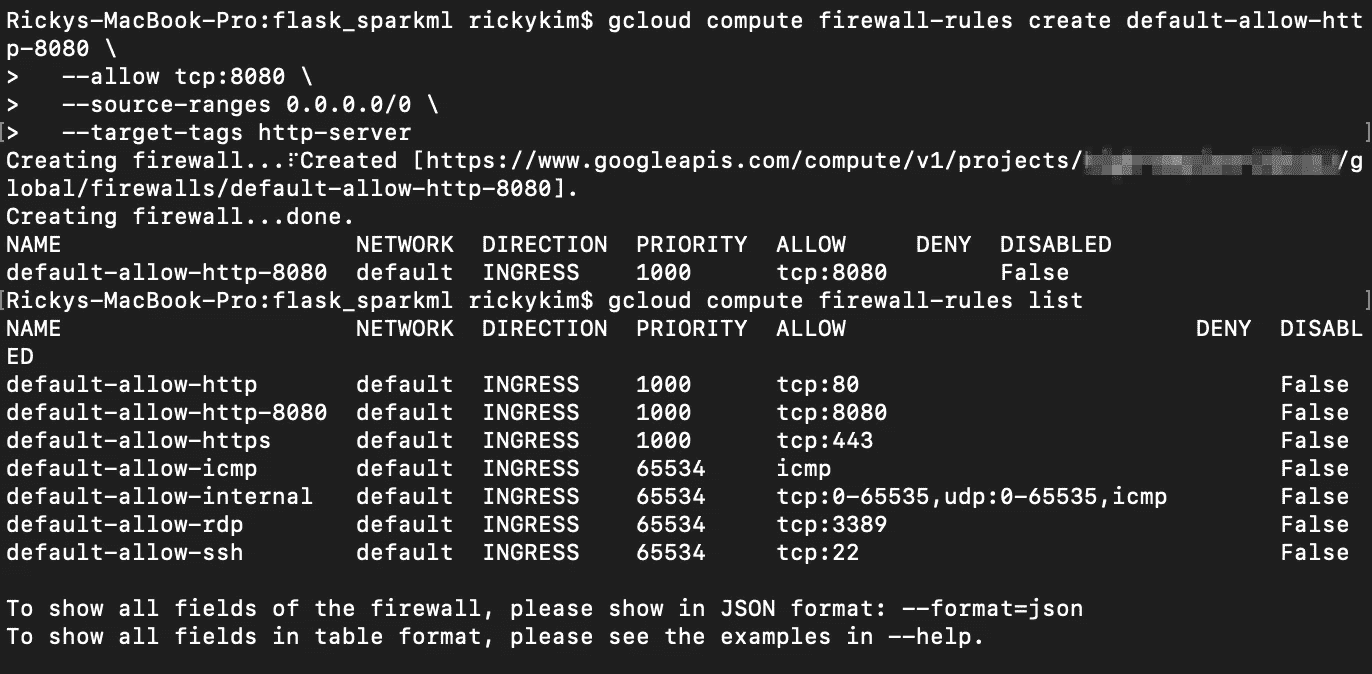 Rickys-MacBook-Pro:flask_sparkml rickykim$ gcloud compute firewall-rules create default-allow-htt
p-8080 \
>   --allow tcp:8080 \
>   --source-ranges 0.0.0.0/0 \
[>   --target-tags http-server ]
Creating firewall...⠏Created [https://www.googleapis.com/compute/v1/projects/ /g
lobal/firewalls/default-allow-http-8080].
Creating firewall...done.
NAME                     NETWORK  DIRECTION  PRIORITY  ALLOW     DENY  DISABLED
default-allow-http-8080  default  INGRESS    1000      tcp:8080        False
[Rickys-MacBook-Pro:flask_sparkml rickykim$ gcloud compute firewall-rules list ]
NAME                     NETWORK  DIRECTION  PRIORITY  ALLOW                         DENY  DISABL
ED
default-allow-http       default  INGRESS    1000      tcp:80                              False
default-allow-http-8080  default  INGRESS    1000      tcp:8080                            False
default-allow-https      default  INGRESS    1000      tcp:443                             False
default-allow-icmp       default  INGRESS    65534     icmp                                False
default-allow-internal   default  INGRESS    65534     tcp:0-65535,udp:0-65535,icmp        False
default-allow-rdp        default  INGRESS    65534     tcp:3389                            False
default-allow-ssh        default  INGRESS    65534     tcp:22                              False
To show all fields of the firewall, please show in JSON format: --format=json
To show all fields in table format, please see the examples in --help.